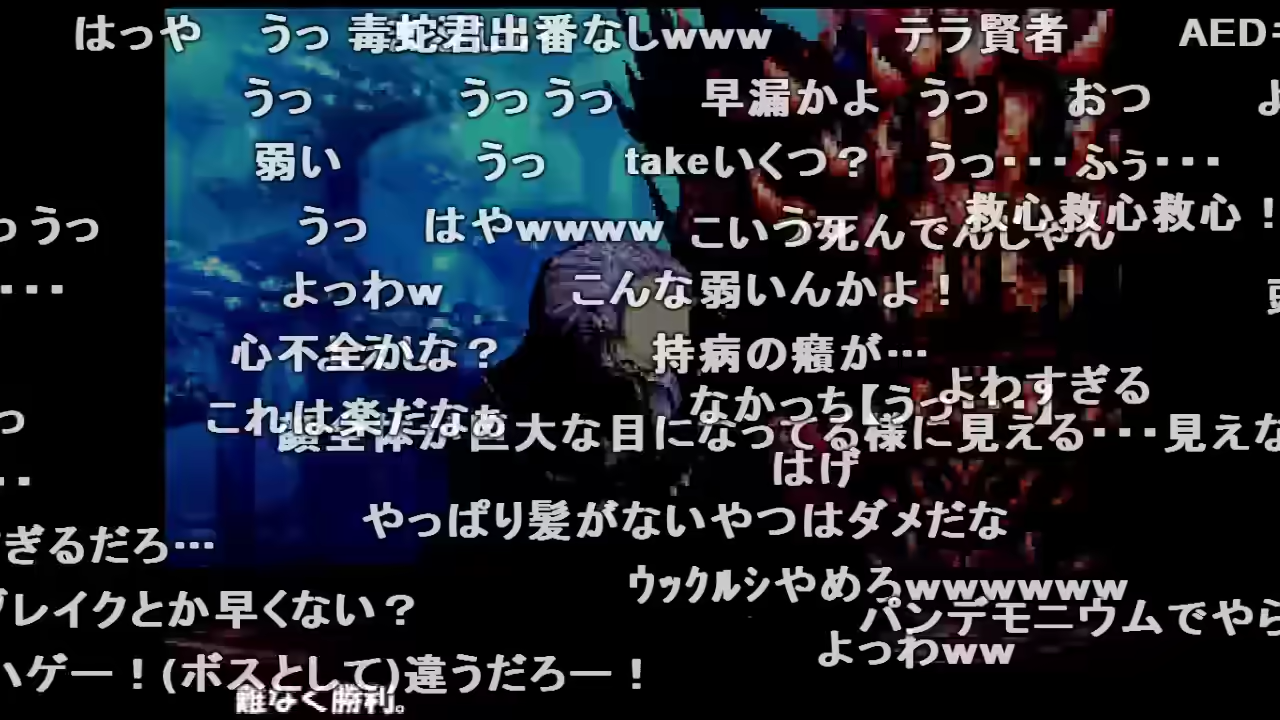 はっや うっ 毒蛇君出番なしwww テラ賢者 AED
うっ うっ うっ 早漏かよ うっ おつ
弱い うっ takeいくつ? うっ・・・ふぅ・・・
救心救心救心!
っうっ うっ はやwwww こいつ死んでんじゃん
・・・ よっわw こんな弱いんかよ!
心不全かな? 持病の癪が…
よわすぎる
なかっち【うっ・・・】
っ これは楽だなぁ
顔全体が巨大な目になってる様に見える・・・見えな
はげ
・・
やっぱり髪がないやつはダメだな
ぎるだろ…
ウックルシやめろwwwwwww
ブレイクとか早くない?
パンデモニウムでやら
よっわww
ハゲー!(ボスとして)違うだろー!
難なく勝利。